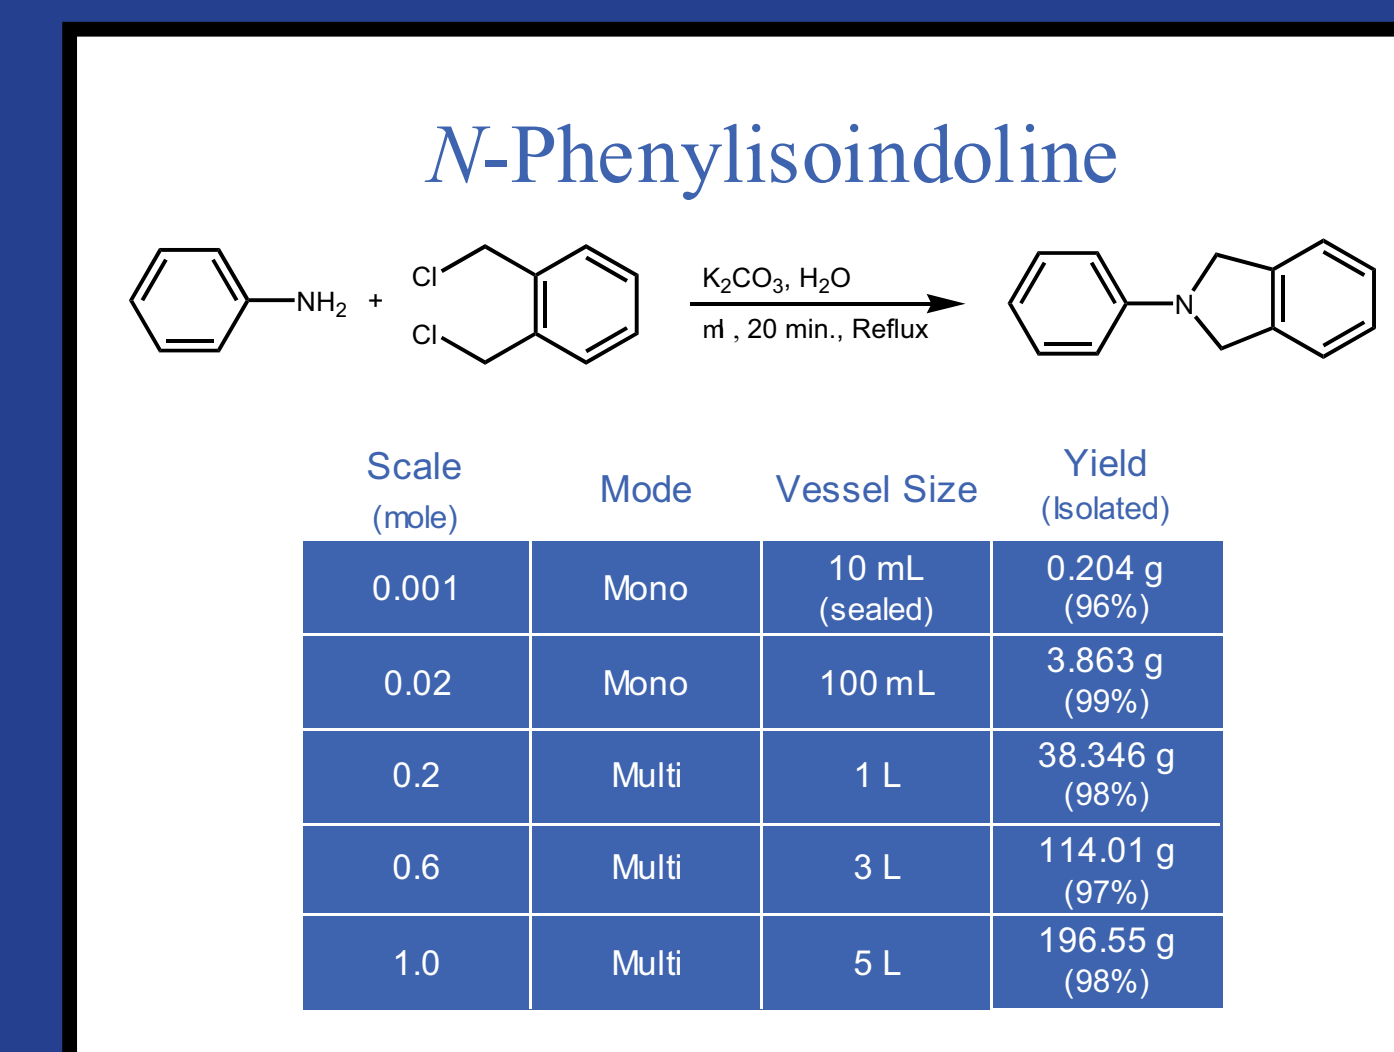 N-Phenylisoindoline
NH2 + Cl
Cl
K2CO3, H2O
, 20 min., Reflux
N
Scale
(mole)
Mode
Vessel Size
Yield
(Isolated)
0.001 Mono 10 mL
(sealed) 0.204 g
(96%)
0.02 Mono 100 mL 3.863 g
(99%)
0.2 Multi 1 L 38.346 g
(98%)
0.6 Multi 3 L 114.01 g
(97%)
1.0 Multi 5 L 196.55 g
(98%)